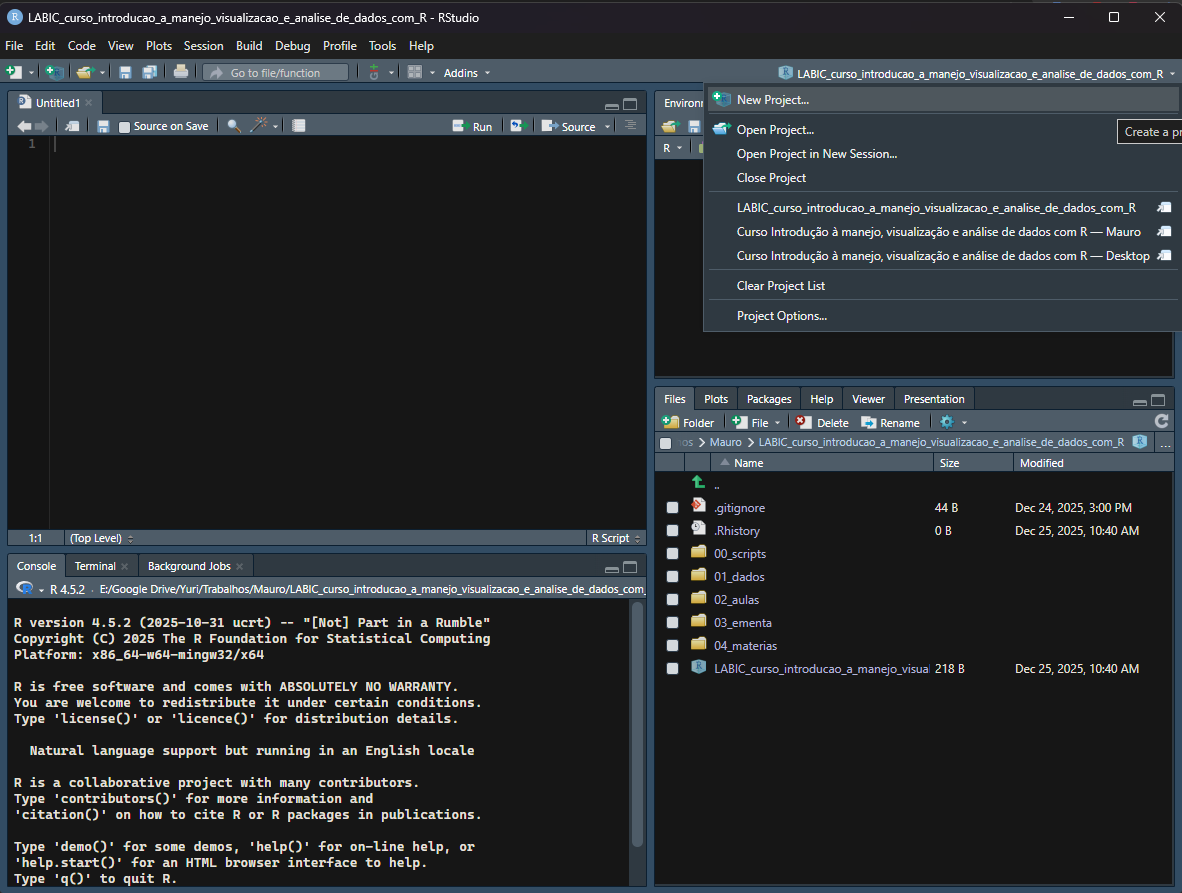 LABIC_curso_introducao_a_manejo_visualizacao_e_analise_de_dados_com_R - RStudio
File Edit Code View Plots Session Build Debug Profile Tools Help
Go to file/function Addins LABIC_curso_introducao_a_manejo_visualizacao_e_analise_de_dados_com_R
Untitled1
Source on Save Run Source
1
1:1 (Top Level) R Script
Console Terminal Background Jobs
R 4.5.2 · E:/Google Drive/Yuri/Trabalhos/Mauro/LABIC_curso_introducao_a_manejo_visualizacao_e_analise_de_dados_com_
R version 4.5.2 (2025-10-31 ucrt) -- "[Not] Part in a Rumble"
Copyright (C) 2025 The R Foundation for Statistical Computing
Platform: x86_64-w64-mingw32/x64
R is free software and comes with ABSOLUTELY NO WARRANTY.
You are welcome to redistribute it under certain conditions.
Type 'license()' or 'licence()' for distribution details.
Natural language support but running in an English locale
R is a collaborative project with many contributors.
Type 'contributors()' for more information and
'citation()' on how to cite R or R packages in publications.
Type 'demo()' for some demos, 'help()' for on-line help, or
'help.start()' for an HTML browser interface to help.
Type 'q()' to quit R.
Environ
R
New Project...
Create a pr
Open Project...
Open Project in New Session...
Close Project
LABIC_curso_introducao_a_manejo_visualizacao_e_analise_de_dados_com_R
Curso Introdução à manejo, visualização e análise de dados com R — Mauro
Curso Introdução à manejo, visualização e análise de dados com R — Desktop
Clear Project List
Project Options...
Files Plots Packages Help Viewer Presentation
Folder File Delete Rename
nos Mauro LABIC_curso_introducao_a_manejo_visualizacao_e_analise_de_dados_com_R ...
Name Size Modified
..
.gitignore 44 B Dec 24, 2025, 3:00 PM
.Rhistory 0 B Dec 25, 2025, 10:40 AM
00_scripts
01_dados
02_aulas
03_ementa
04_materias
LABIC_curso_introducao_a_manejo_visual 218 B Dec 25, 2025, 10:40 AM